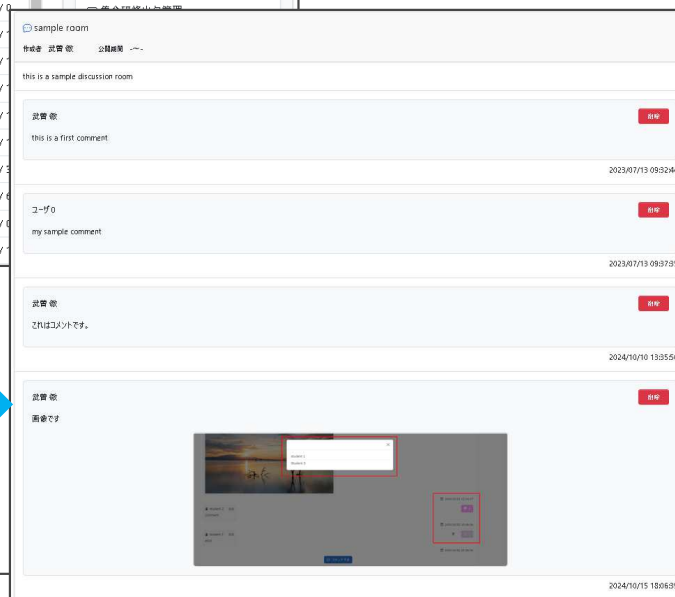 sample room
作成者 武曽 徹 公開期間 -～-
this is a sample discussion room
武曽 徹
削除
this is a first comment
2023/07/13 09:32:4
ユーザ0
削除
my sample comment
2023/07/13 09:37:3
武曽 徹
削除
これはコメントです。
2024/10/10 13:35:5
武曽 徹
削除
画像です
2024/10/15 18:06:3